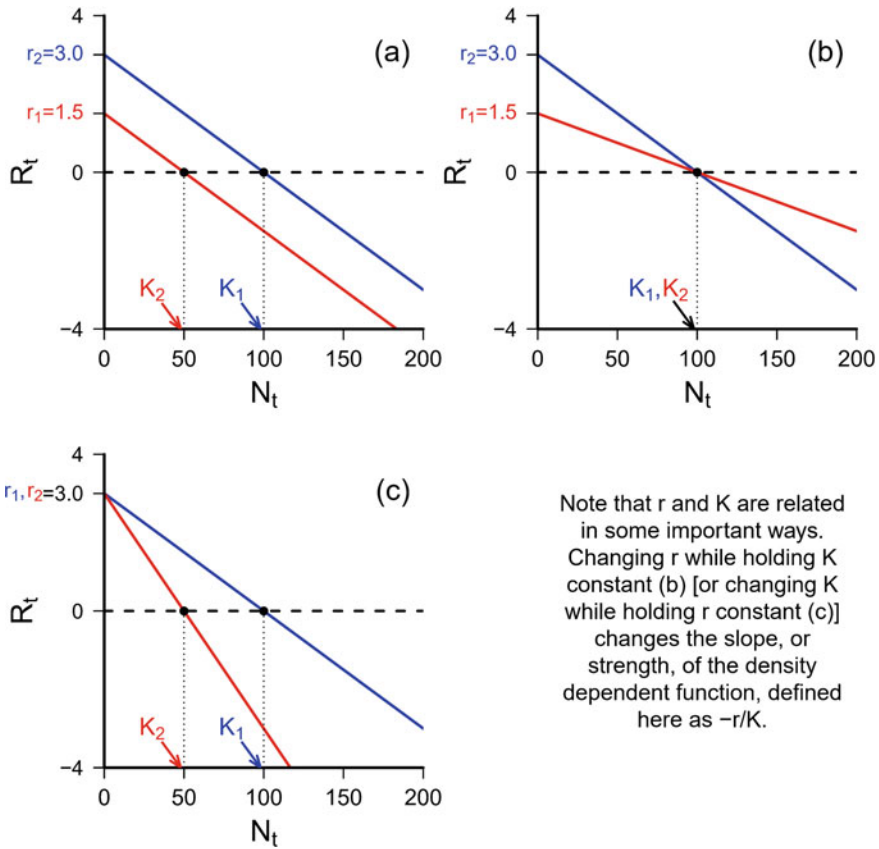 (a)
4
r₂=3.0
r₁=1.5
0
−4
Rₜ
K₂
K₁
0 50 100 150 200
Nₜ
(b)
4
r₂=3.0
r₁=1.5
0
−4
Rₜ
K₁,K₂
0 50 100 150 200
Nₜ
(c)
4
r₁,r₂=3.0
0
−4
Rₜ
K₂
K₁
0 50 100 150 200
Nₜ
Note that r and K are related
in some important ways.
Changing r while holding K
constant (b) [or changing K
while holding r constant (c)]
changes the slope, or
strength, of the density
dependent function, defined
here as −r/K.